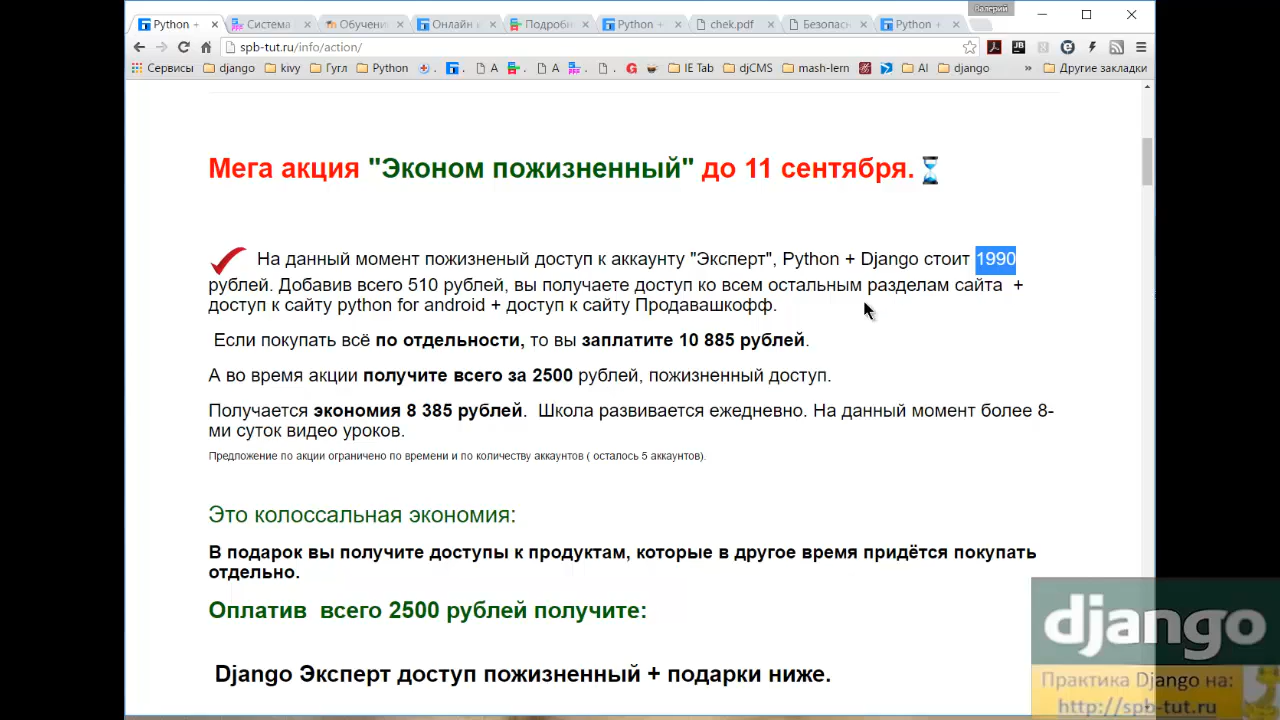 Валерий
Python +
Система
Обучени
Онлайн к
Подробн
Python +
chek.pdf
Безопасн
Python +
spb-tut.ru/info/action/
Сервисы django kivy Гугл Python A A IE Tab djCMS mash-lern AI django » Другие закладки
Мега акция "Эконом пожизненный" до 11 сентября.
На данный момент пожизненый доступ к аккаунту "Эксперт", Python + Django стоит 1990
рублей. Добавив всего 510 рублей, вы получаете доступ ко всем остальным разделам сайта +
доступ к сайту python for android + доступ к сайту Продавашкофф.
Если покупать всё по отдельности, то вы заплатите 10 885 рублей.
А во время акции получите всего за 2500 рублей, пожизненный доступ.
Получается экономия 8 385 рублей. Школа развивается ежедневно. На данный момент более 8-
ми суток видео уроков.
Предложение по акции ограничено по времени и по количеству аккаунтов ( осталось 5 аккаунтов).
Это колоссальная экономия:
В подарок вы получите доступы к продуктам, которые в другое время придётся покупать
отдельно.
Оплатив всего 2500 рублей получите:
Django Эксперт доступ пожизненный + подарки ниже.
django
Практика Django на:
http://spb-tut.ru